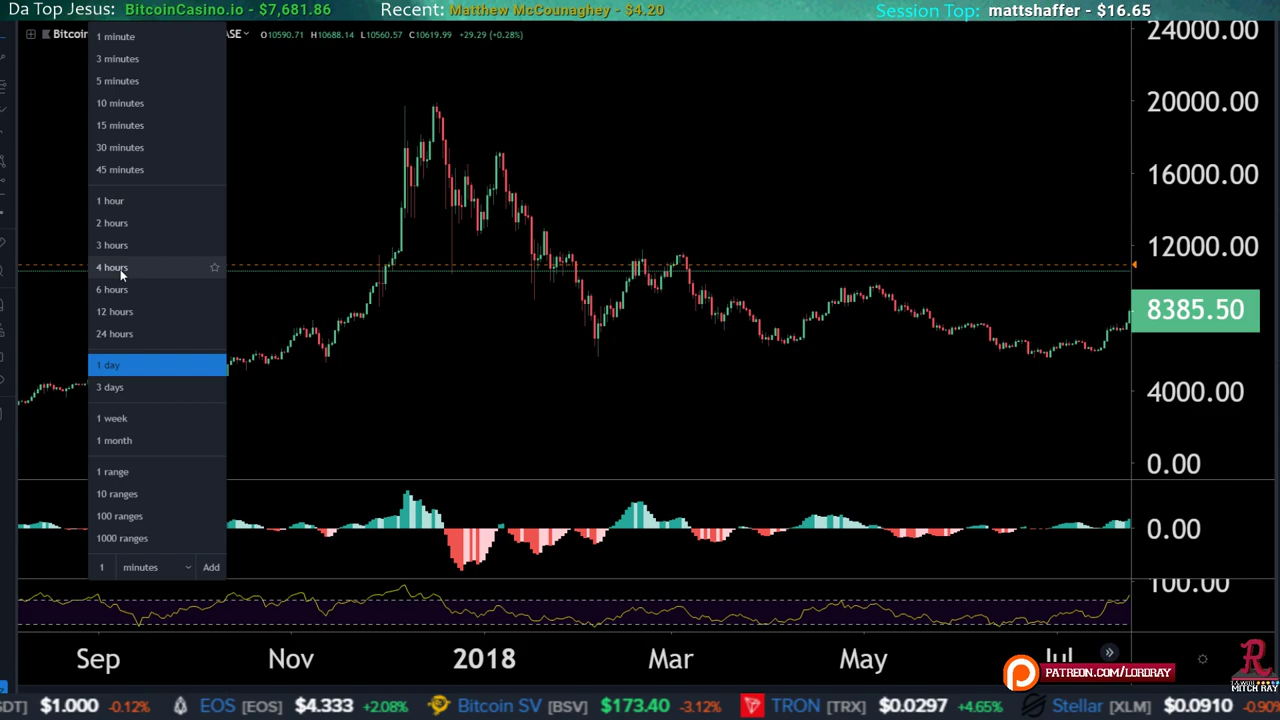 Da Top Jesus: BitcoinCasino.io - $7,681.86
Recent: Matthew McCounaghey - $4.20
Session Top: mattshaffer - $16.65
Bitcoin
O10590.71 H10688.14 L10560.57 C10619.99 +29.29 (+0.28%)
1 minute
3 minutes
5 minutes
10 minutes
15 minutes
30 minutes
45 minutes
1 hour
2 hours
3 hours
4 hours
6 hours
12 hours
24 hours
1 day
3 days
1 week
1 month
1 range
10 ranges
100 ranges
1000 ranges
1 minutes Add
24000.00
20000.00
16000.00
12000.00
8385.50
4000.00
0.00
0.00
100.00
Sep Nov 2018 Mar May Jul
PATREON.COM/LORDRAY
MITCH RAY
$1.000 -0.12% EOS [EOS] $4.333 +2.08% Bitcoin SV [BSV] $173.40 -3.12% TRON [TRX] $0.0297 +4.65% Stellar [XLM] $0.0910 -0.90%